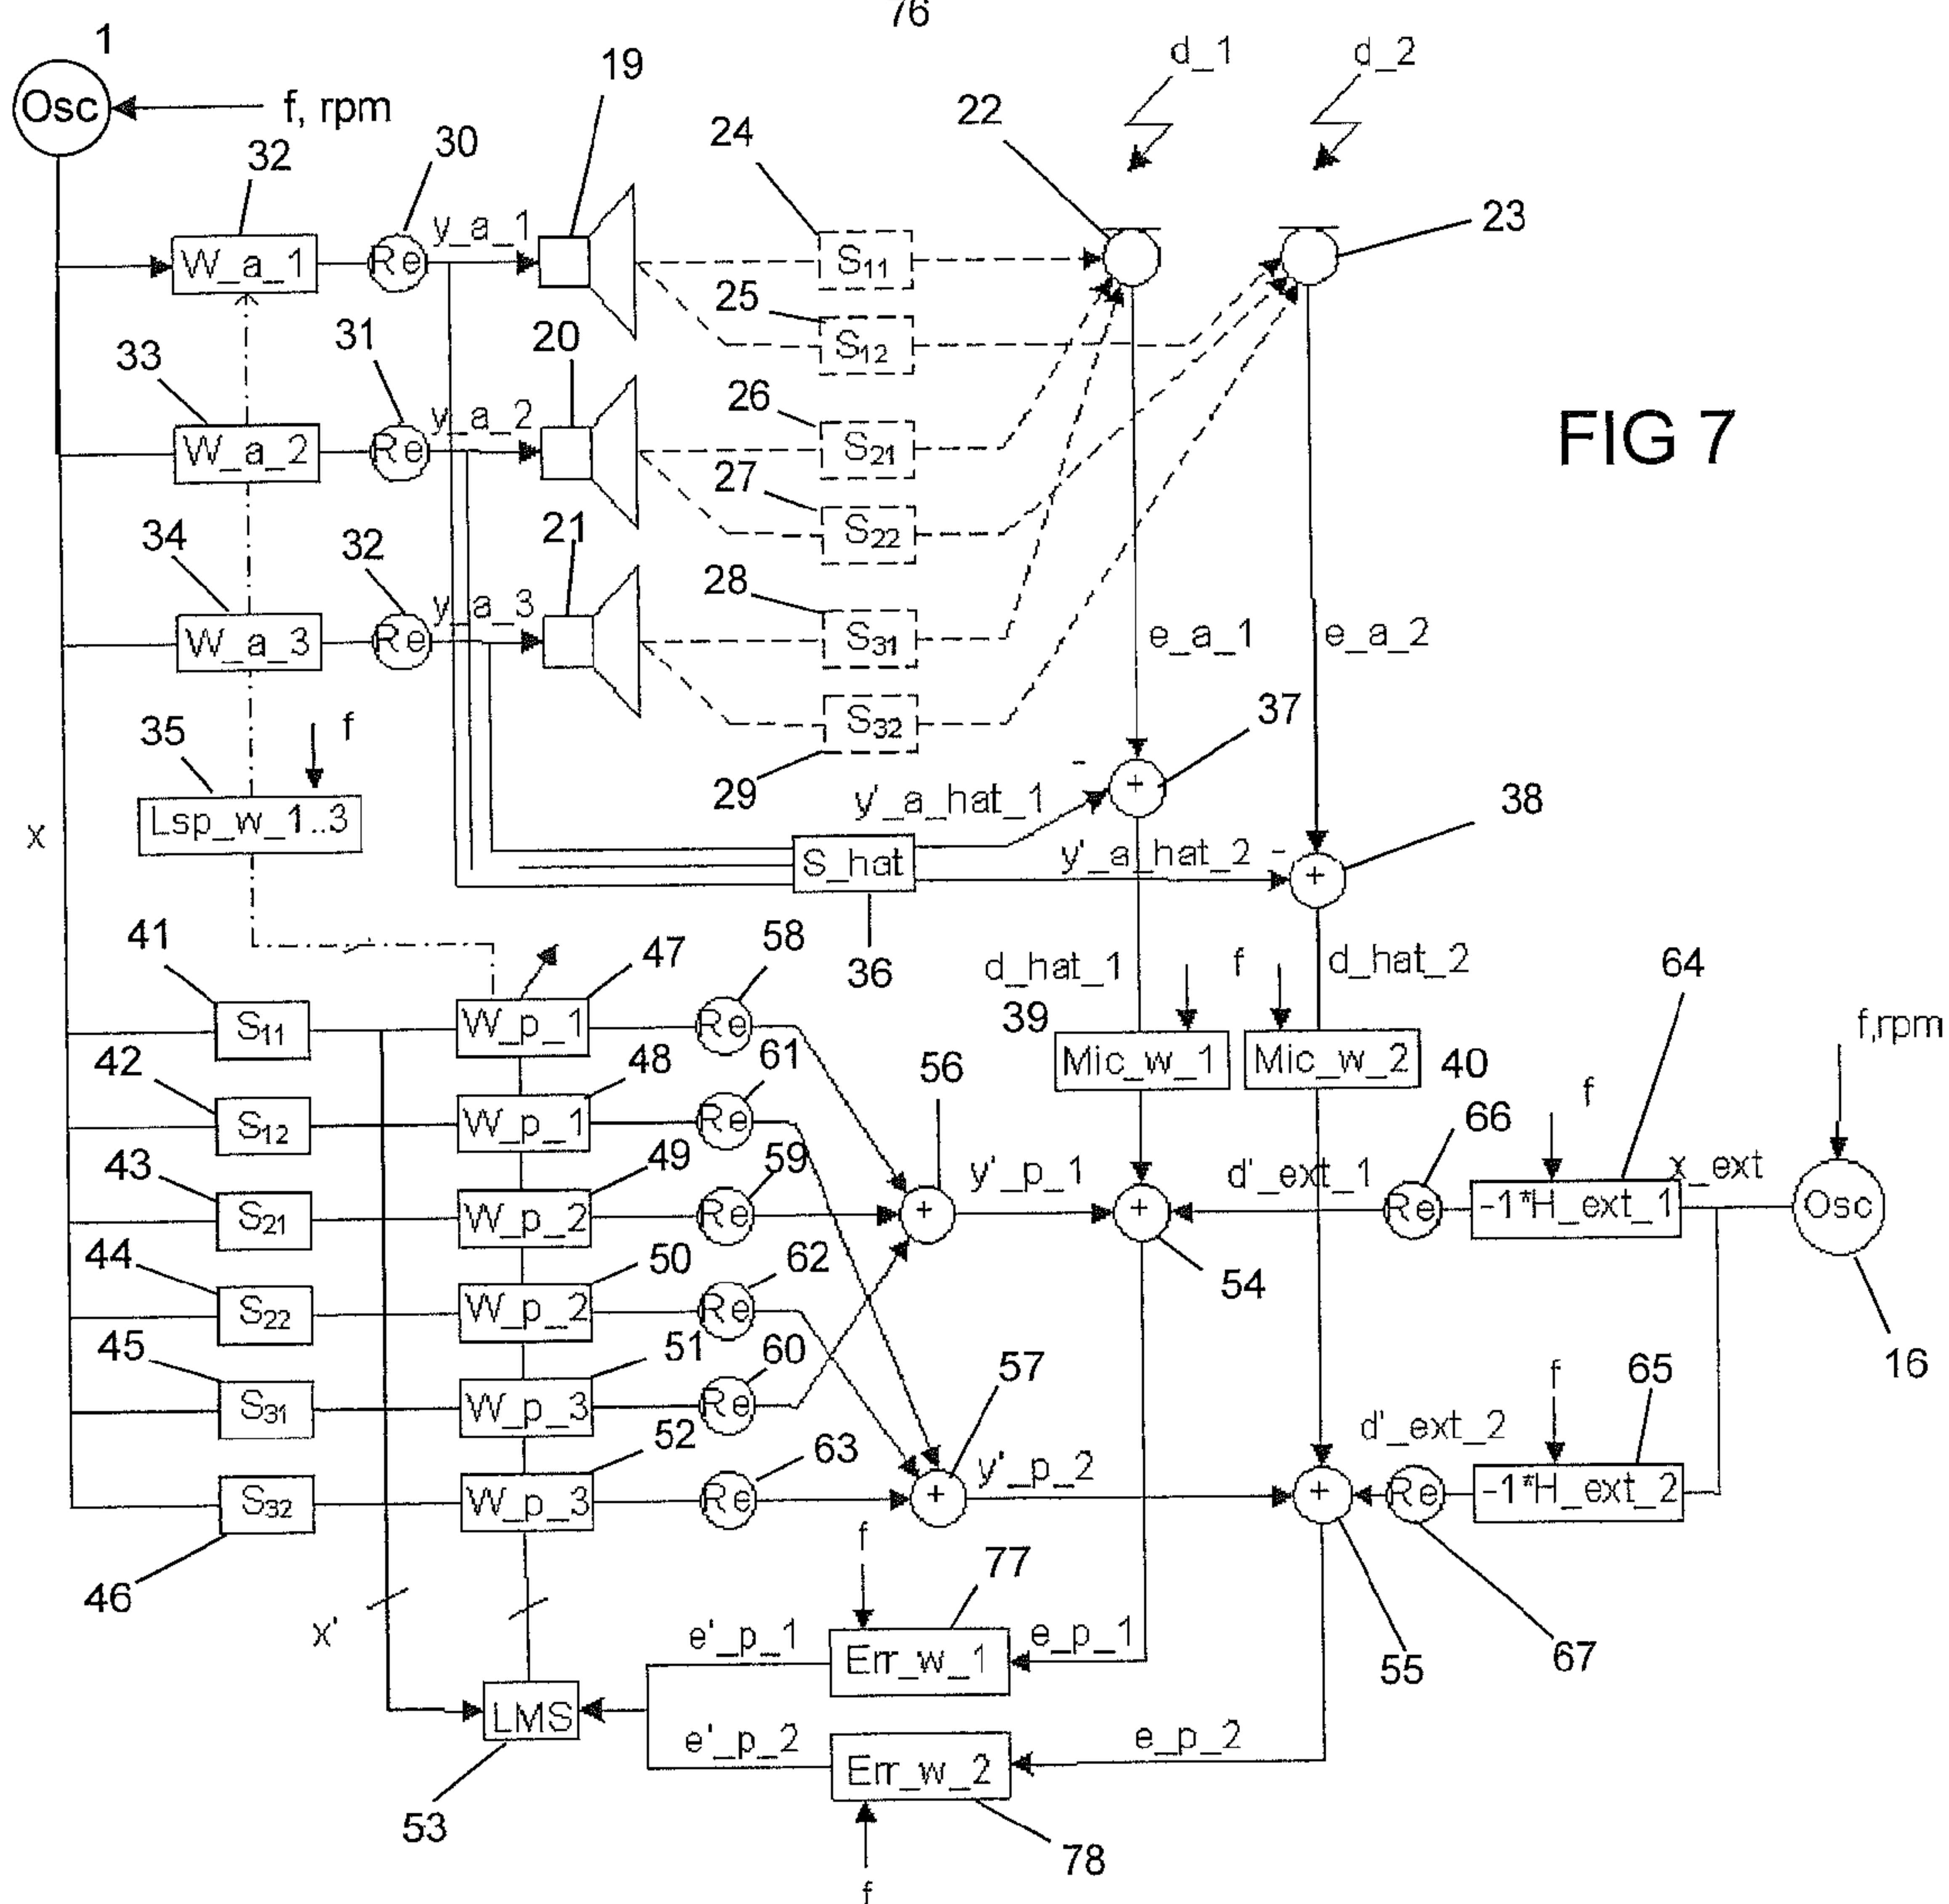 76
1
Osc
f, rpm
32
30
19
24
22
d_1
d_2
W_a_1
Re
y_a_1
S11
23
25
S12
33
31
20
26
W_a_2
Re
y_a_2
S21
FIG 7
27
S22
34
32
21
28
W_a_3
Re
y_a_3
S31
e_a_1
e_a_2
S32
29
35
f
37
Lsp_w_1..3
x
y'_a_hat_1
-
+
38
S_hat
y'_a_hat_2
-
+
36
41
47
58
d_hat_1
f
d_hat_2
64
39
S11
W_p_1
Re
Mic_w_1
Mic_w_2
40
f,rpm
42
48
61
56
66
f
S12
W_p_1
Re
43
49
59
y'_p_1
d'_ext_1
x_ext
S21
W_p_2
Re
+
+
Re
-1*H_ext_1
Osc
44
50
62
54
S22
W_p_2
Re
16
45
51
60
57
f
65
S31
W_p_3
Re
52
63
y'_p_2
d'_ext_2
S32
W_p_3
Re
+
+
Re
-1*H_ext_2
46
f
77
x'
e'_p_1
Err_w_1
e_p_1
55
67
LMS
e'_p_2
Err_w_2
e_p_2
53
78
f